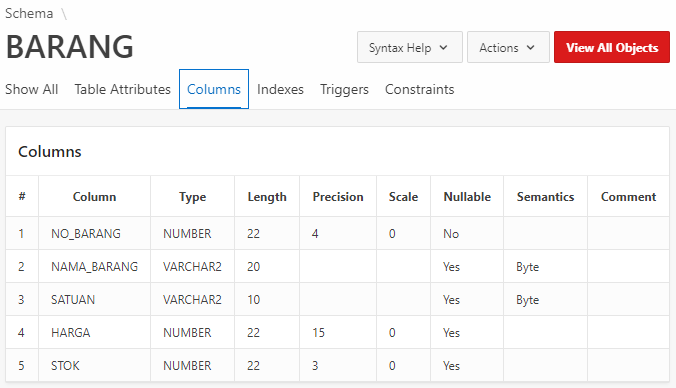 Schema \
BARANG
Syntax Help
Actions
View All Objects
Show All Table Attributes Columns Indexes Triggers Constraints
Columns
# Column Type Length Precision Scale Nullable Semantics Comment
1 NO_BARANG NUMBER 22 4 0 No
2 NAMA_BARANG VARCHAR2 20 Yes Byte
3 SATUAN VARCHAR2 10 Yes Byte
4 HARGA NUMBER 22 15 0 Yes
5 STOK NUMBER 22 3 0 Yes